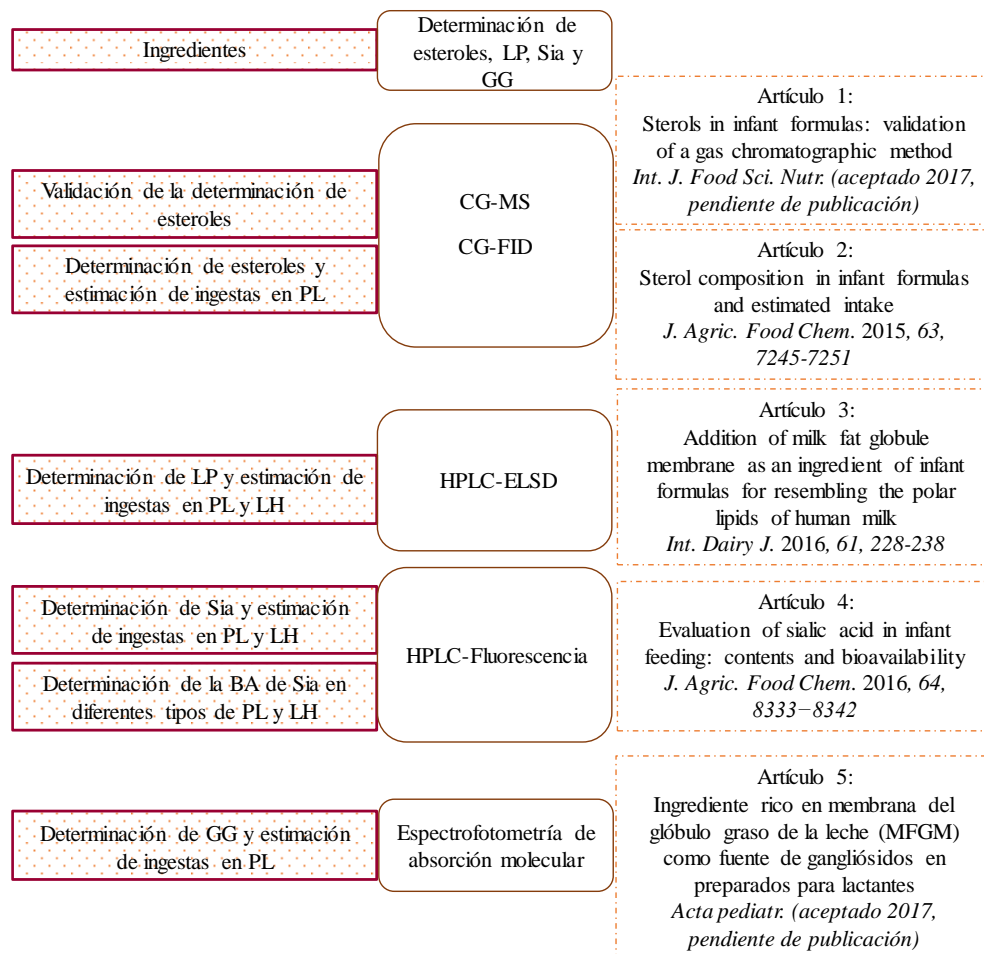 Ingredientes
Determinación de
esteroles, LP, Sia y
GG
Artículo 1:
Sterols in infant formulas: validation
of a gas chromatographic method
Int. J. Food Sci. Nutr. (aceptado 2017,
pendiente de publicación)
Validación de la determinación de
esteroles
CG-MS
CG-FID
Determinación de esteroles y
estimación de ingestas en PL
Artículo 2:
Sterol composition in infant formulas
and estimated intake
J. Agric. Food Chem. 2015, 63,
7245-7251
Determinación de LP y estimación de
ingestas en PL y LH
HPLC-ELSD
Artículo 3:
Addition of milk fat globule
membrane as an ingredient of infant
formulas for resembling the polar
lipids of human milk
Int. Dairy J. 2016, 61, 228-238
Determinación de Sia y estimación
de ingestas en PL y LH
HPLC-Fluorescencia
Determinación de la BA de Sia en
diferentes tipos de PL y LH
Artículo 4:
Evaluation of sialic acid in infant
feeding: contents and bioavailability
J. Agric. Food Chem. 2016, 64,
8333−8342
Determinación de GG y estimación
de ingestas en PL
Espectrofotometría de
absorción molecular
Artículo 5:
Ingrediente rico en membrana del
glóbulo graso de la leche (MFGM)
como fuente de gangliósidos en
preparados para lactantes
Acta pediatr. (aceptado 2017,
pendiente de publicación)